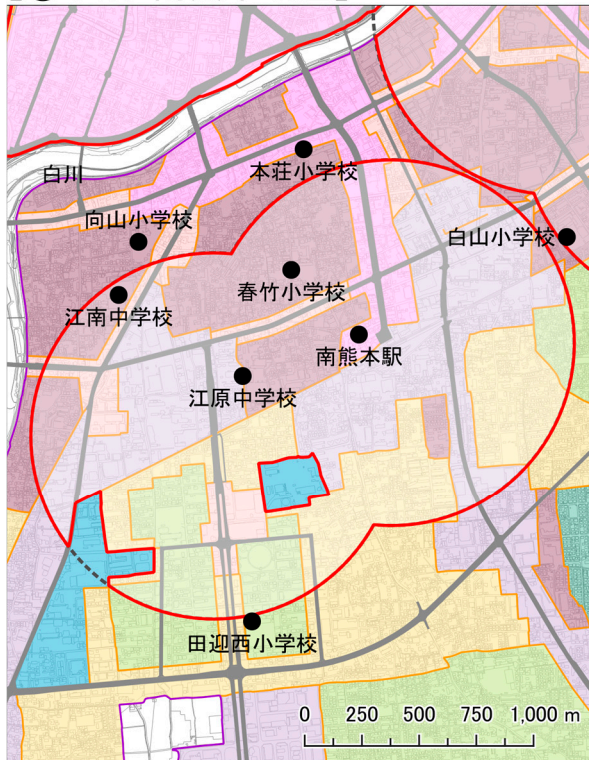 本荘小学校
白川
向山小学校
白山小学校
春竹小学校
江南中学校
南熊本駅
江原中学校
田迎西小学校
0 250 500 750 1,000 m